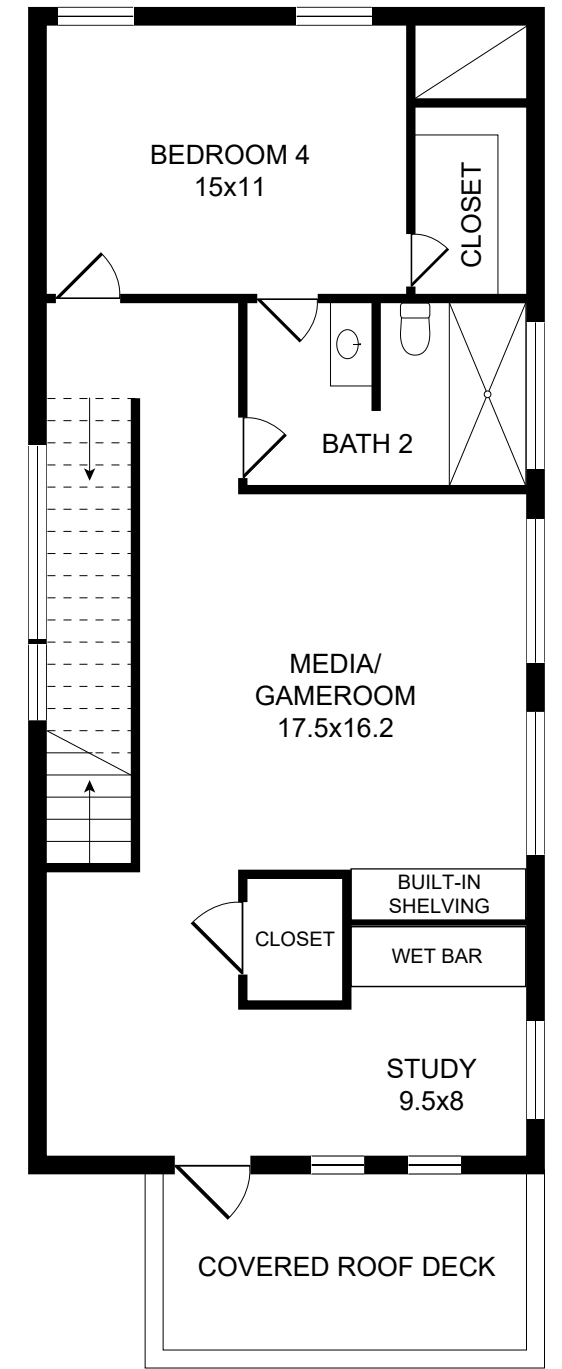 BEDROOM 4
15x11
CLOSET
BATH 2
MEDIA/
GAMEROOM
17.5x16.2
BUILT-IN
SHELVING
CLOSET
WET BAR
STUDY
9.5x8
COVERED ROOF DECK